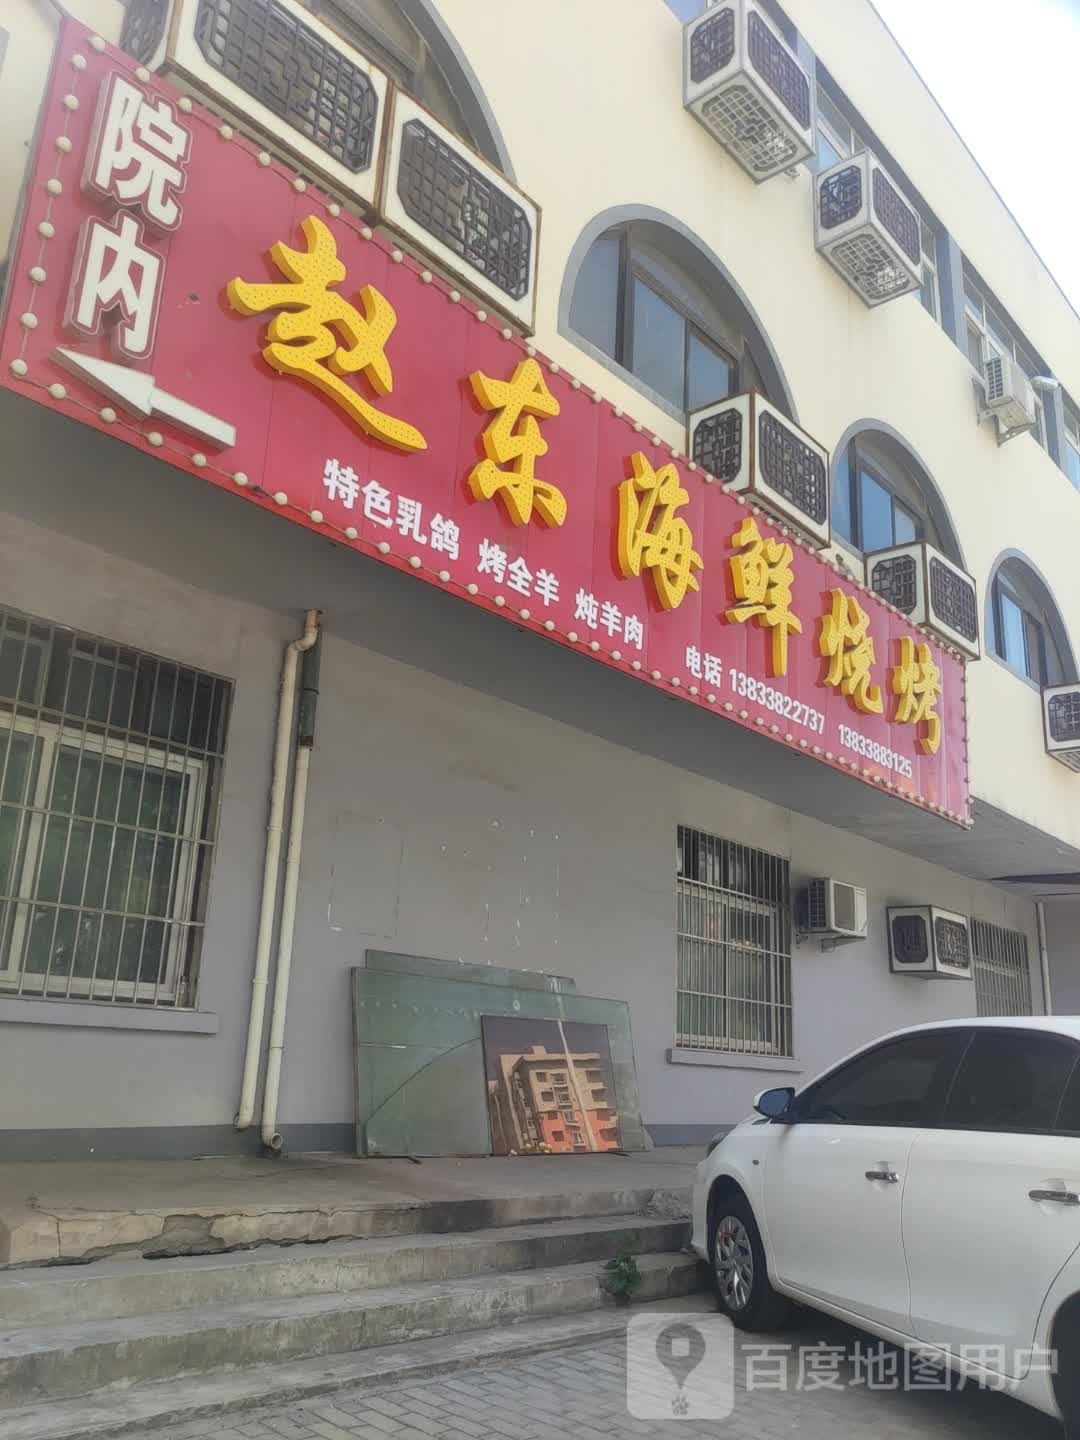 院内
赵东海鲜烧烤
特色乳鸽 烤全羊 炖羊肉
电话 13833822737 13833883125
百度地图用户